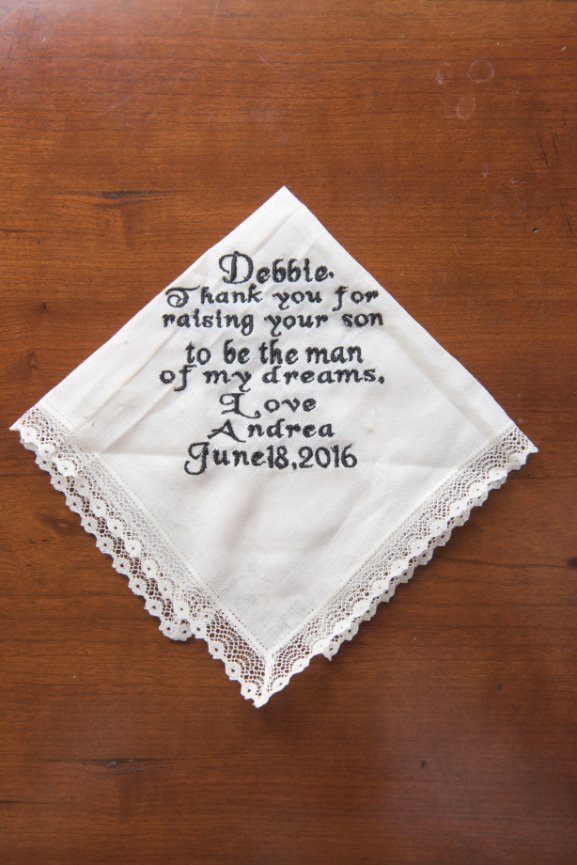 Debbie,
Thank you for
raising your son
to be the man
of my dreams.
Love
Andrea
June18,2016